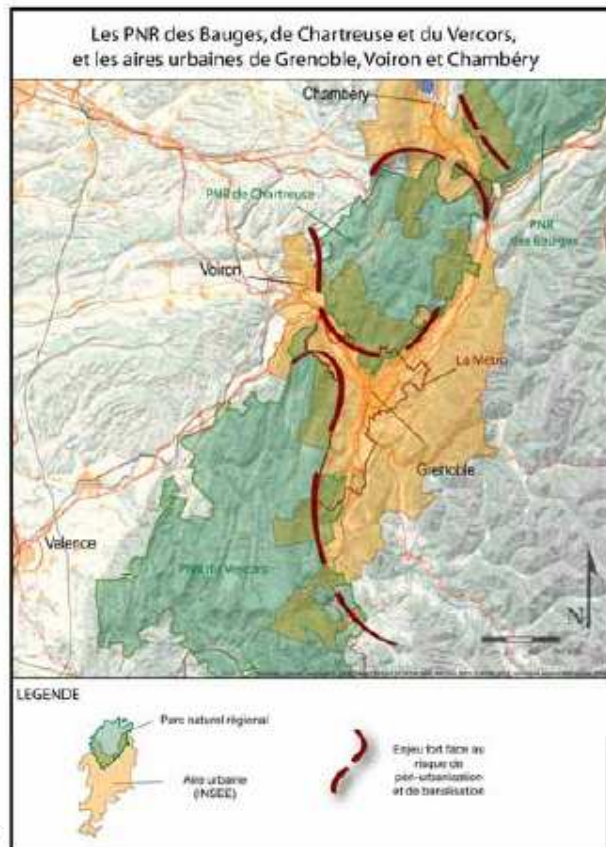 Les PNR des Bauges, de Chartreuse et du Vercors,
et les aires urbaines de Grenoble, Voiron et Chambéry
Chambéry
PNR de Chartreuse
PNR
des Bauges
Voiron
La Métro
Grenoble
Valence
PNR du Vercors
N
LEGENDE
Parc naturel régional
Aire urbaine
(INSEE)
Enjeu fort face au
risque de
péri-urbanisation
et de banalisation